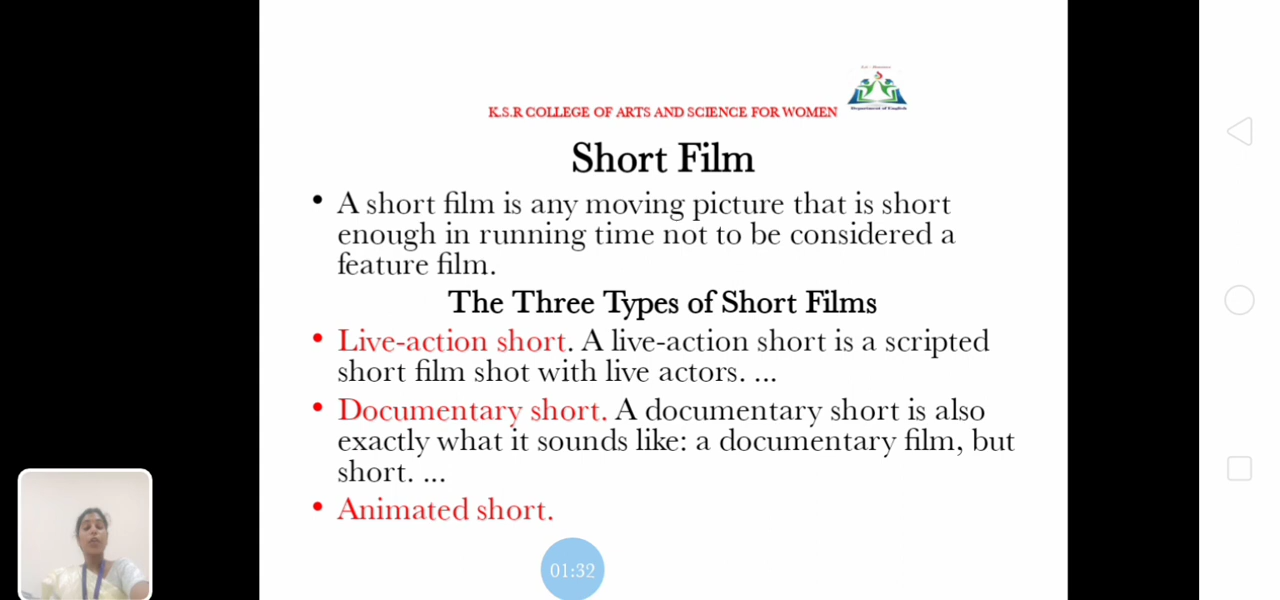 K.S.R COLLEGE OF ARTS AND SCIENCE FOR WOMEN
Department of English
Short Film
• A short film is any moving picture that is short
enough in running time not to be considered a
feature film.
The Three Types of Short Films
• Live-action short. A live-action short is a scripted
short film shot with live actors. ...
• Documentary short. A documentary short is also
exactly what it sounds like: a documentary film, but
short. ...
• Animated short.
01:32